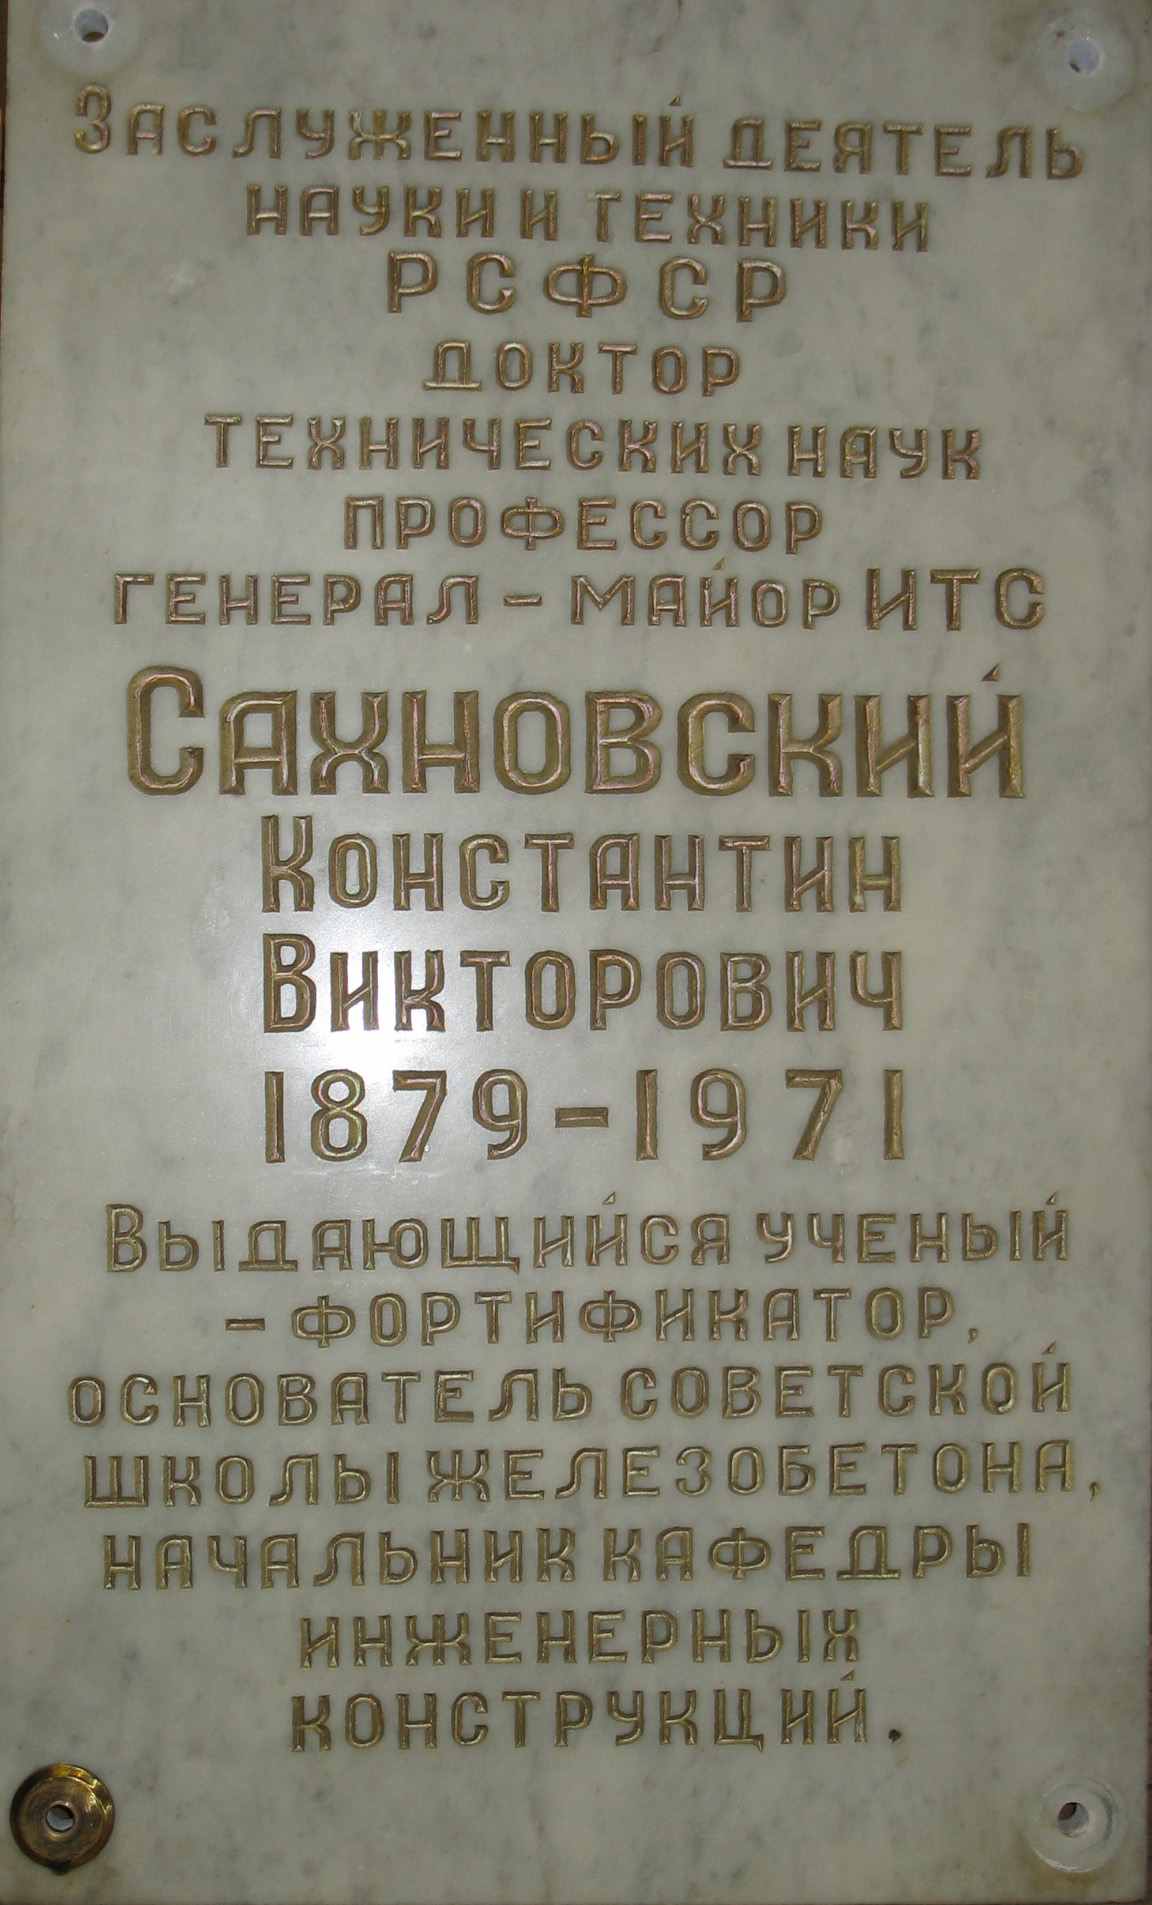 Заслуженный деятель
науки и техники
РСФСР
доктор
технических наук
профессор
генерал – майор ИТС
Сахновский
Константин
Викторович
1879–1971
Выдающийся ученый
– фортификатор,
основатель советской
школы железобетона,
начальник кафедры
инженерных
конструкций.